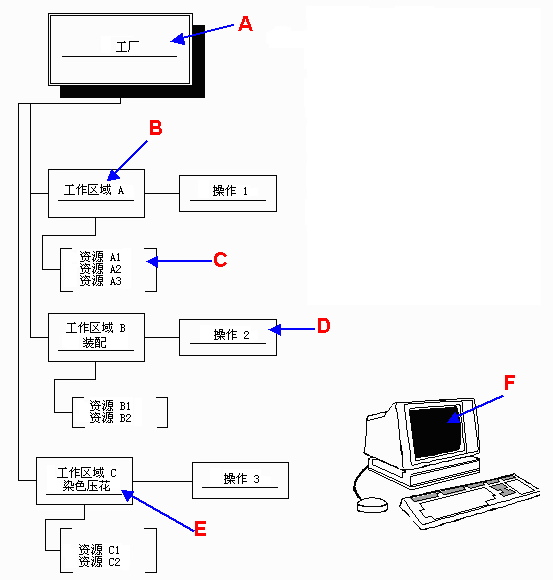 A
工厂
B
工作区域 A
操作 1
资源 A1
资源 A2
资源 A3
C
工作区域 B
装配
操作 2
D
资源 B1
资源 B2
F
工作区域 C
染色压花
操作 3
E
资源 C1
资源 C2